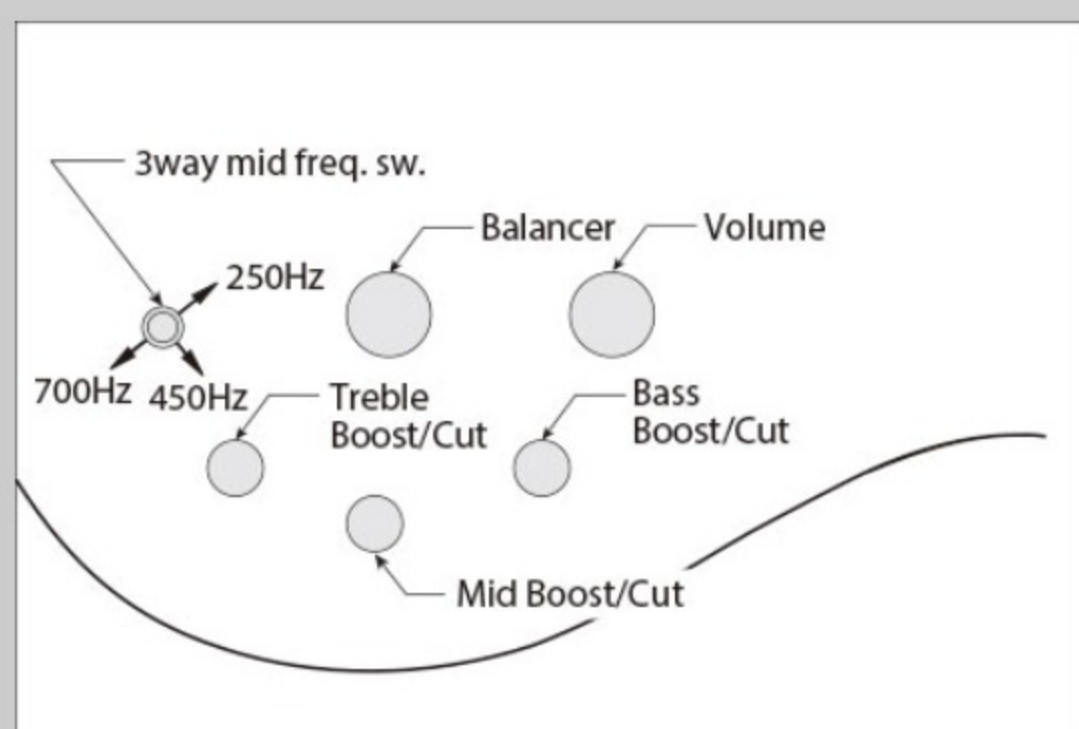 3way mid freq. sw.
Balancer
Volume
250Hz
700Hz
450Hz
Treble
Boost/Cut
Bass
Boost/Cut
Mid Boost/Cut